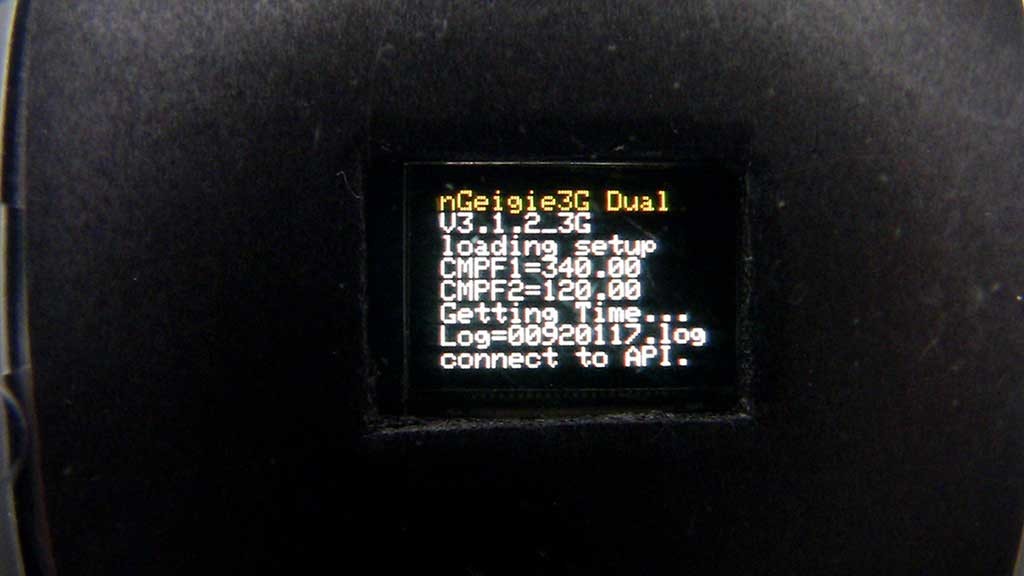 nGeigie3G Dual
V3.1.2_3G
loading setup
CMPF1=340.00
CMPF2=120.00
Getting Time...
Log=00920117.log
connect to API.